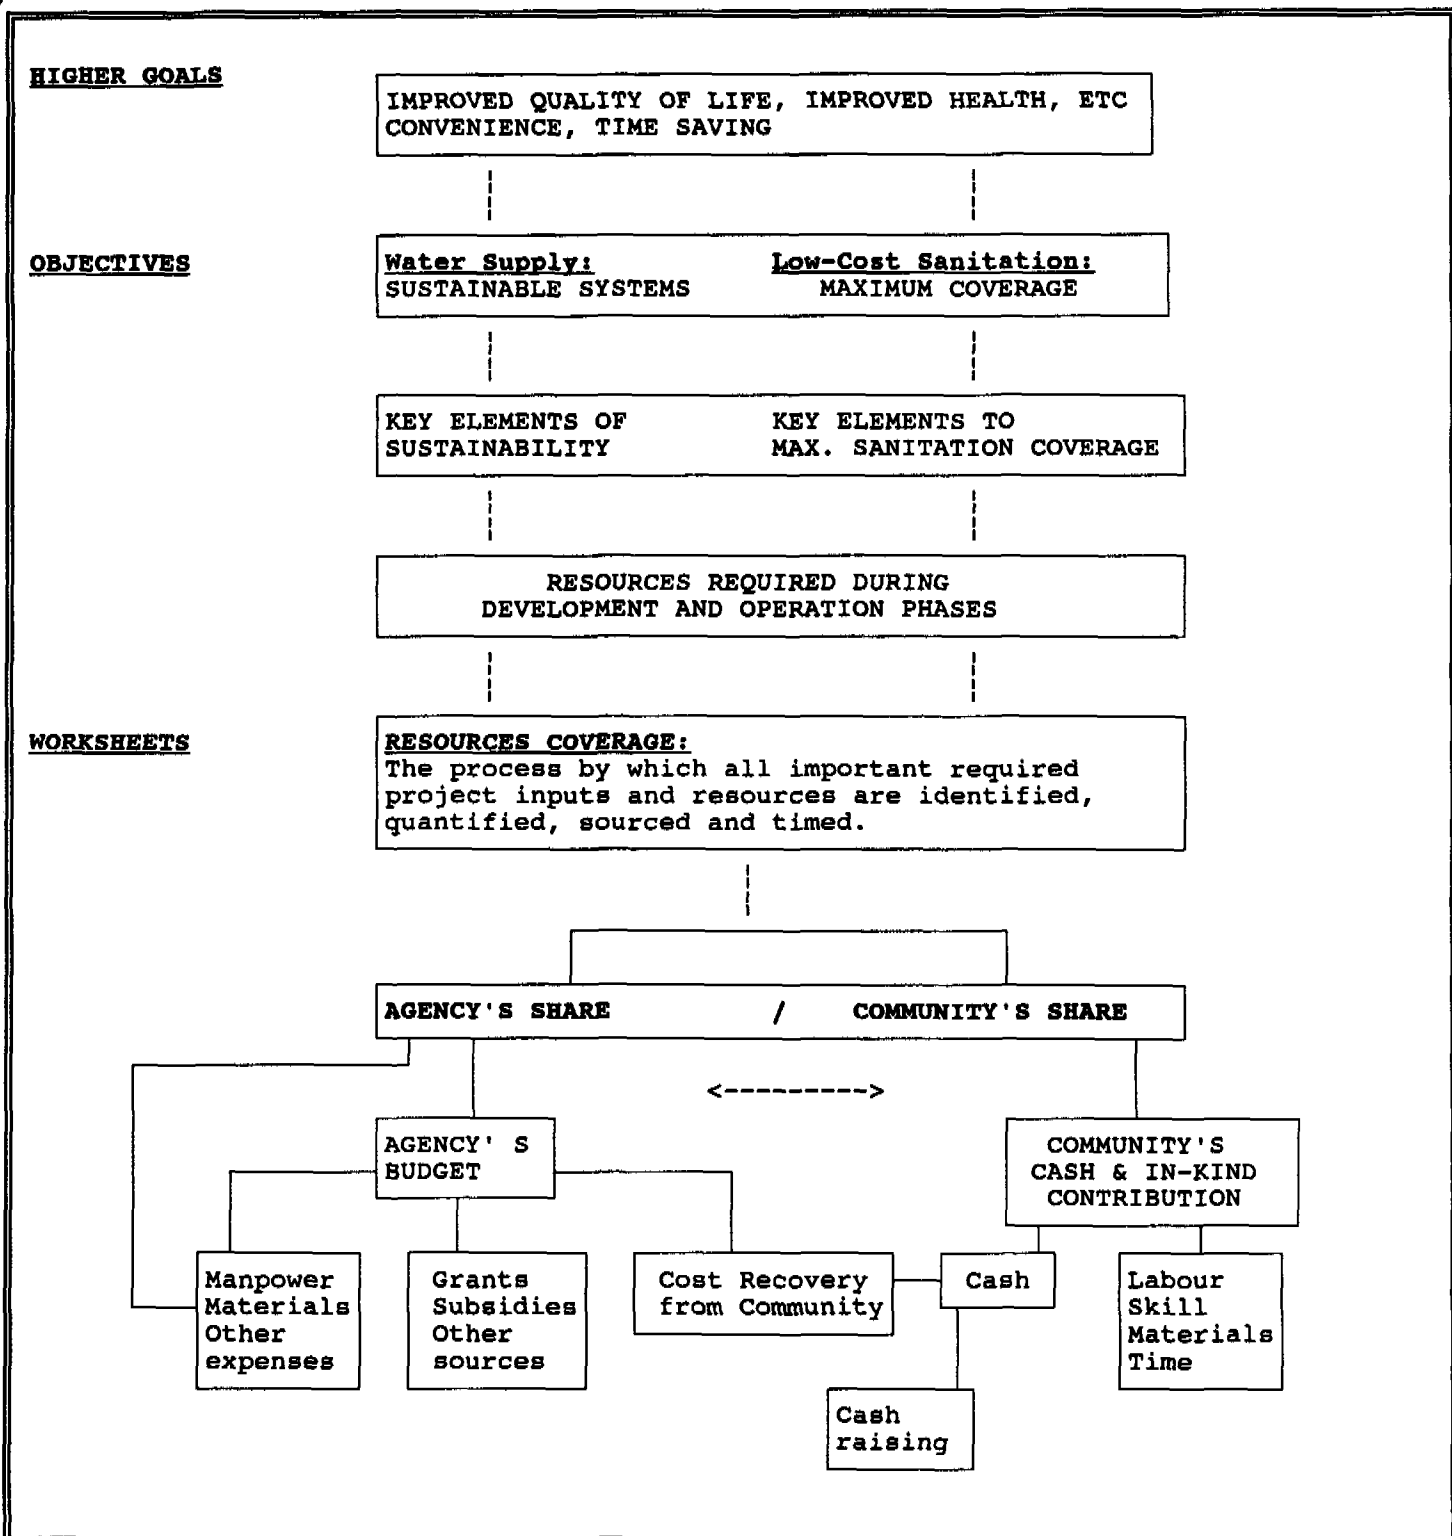 HIGHER GOALS
IMPROVED QUALITY OF LIFE, IMPROVED HEALTH, ETC
CONVENIENCE, TIME SAVING
OBJECTIVES
Water Supply: Low-Cost Sanitation:
SUSTAINABLE SYSTEMS MAXIMUM COVERAGE
KEY ELEMENTS OF KEY ELEMENTS TO
SUSTAINABILITY MAX. SANITATION COVERAGE
RESOURCES REQUIRED DURING
DEVELOPMENT AND OPERATION PHASES
WORKSHEETS
RESOURCES COVERAGE:
The process by which all important required
project inputs and resources are identified,
quantified, sourced and timed.
AGENCY'S SHARE / COMMUNITY'S SHARE
<--------->
AGENCY' S
BUDGET
COMMUNITY'S
CASH & IN-KIND
CONTRIBUTION
Manpower
Materials
Other
expenses
Grants
Subsidies
Other
sources
Cost Recovery
from Community
Cash
Labour
Skill
Materials
Time
Cash
raising